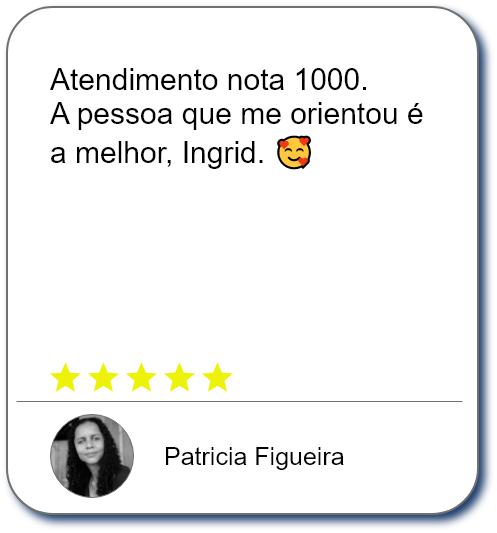 Atendimento nota 1000.
A pessoa que me orientou é
a melhor, Ingrid. 🥰
Patricia Figueira